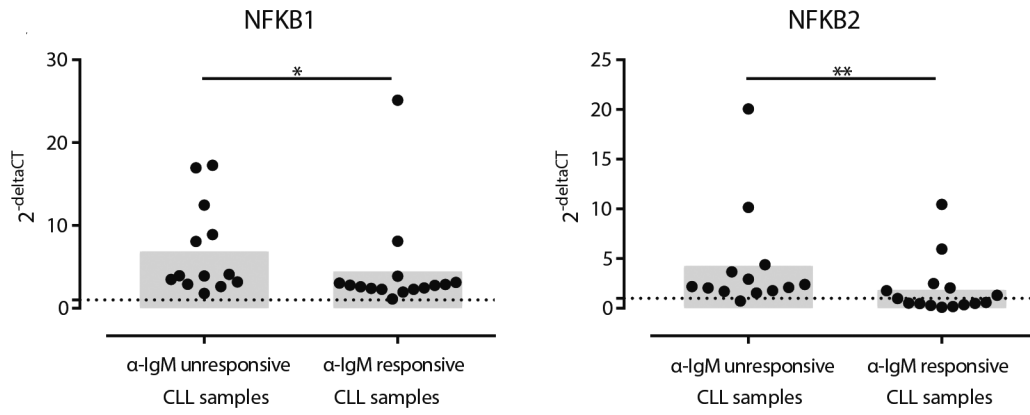 NFKB1
30
20
10
0
2-deltaCT
*
α-IgM unresponsive
CLL samples
α-IgM responsive
CLL samples
NFKB2
25
20
15
10
5
0
2-deltaCT
**
α-IgM unresponsive
CLL samples
α-IgM responsive
CLL samples